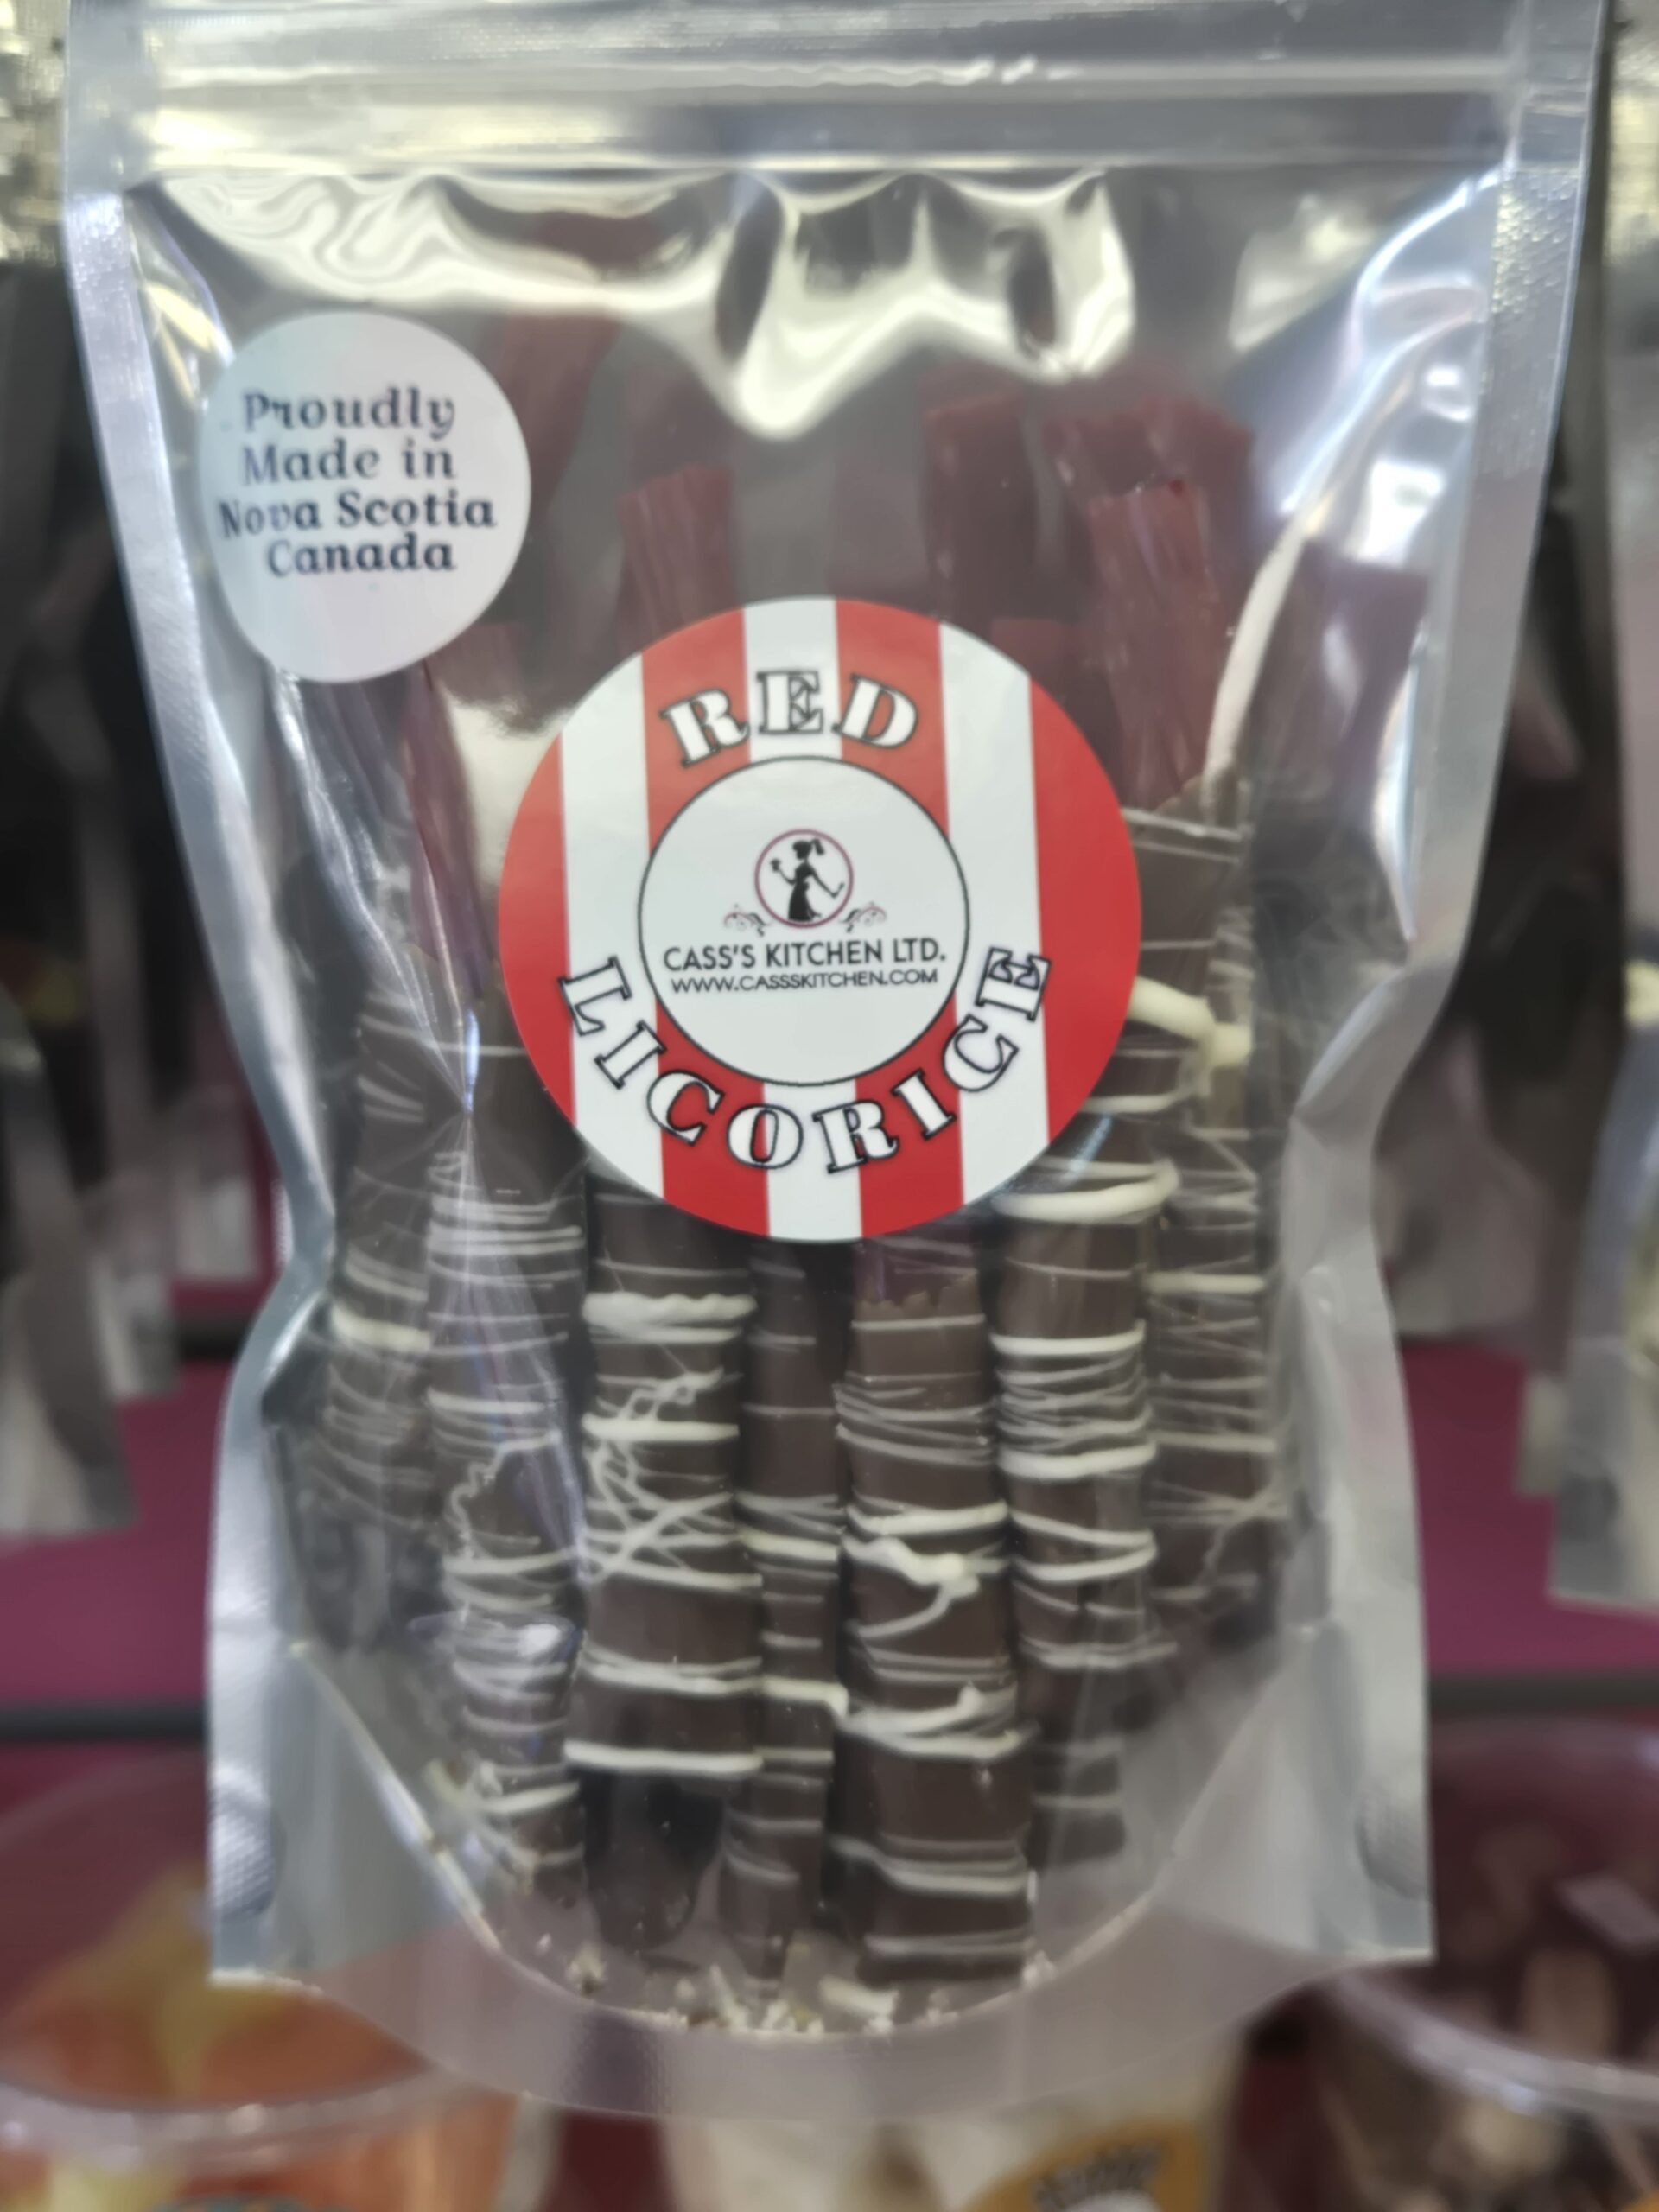 Proudly
Made in
Nova Scotia
Canada
RED
CASS'S KITCHEN LTD.
WWW.CASSSKITCHEN.COM
LICORICE